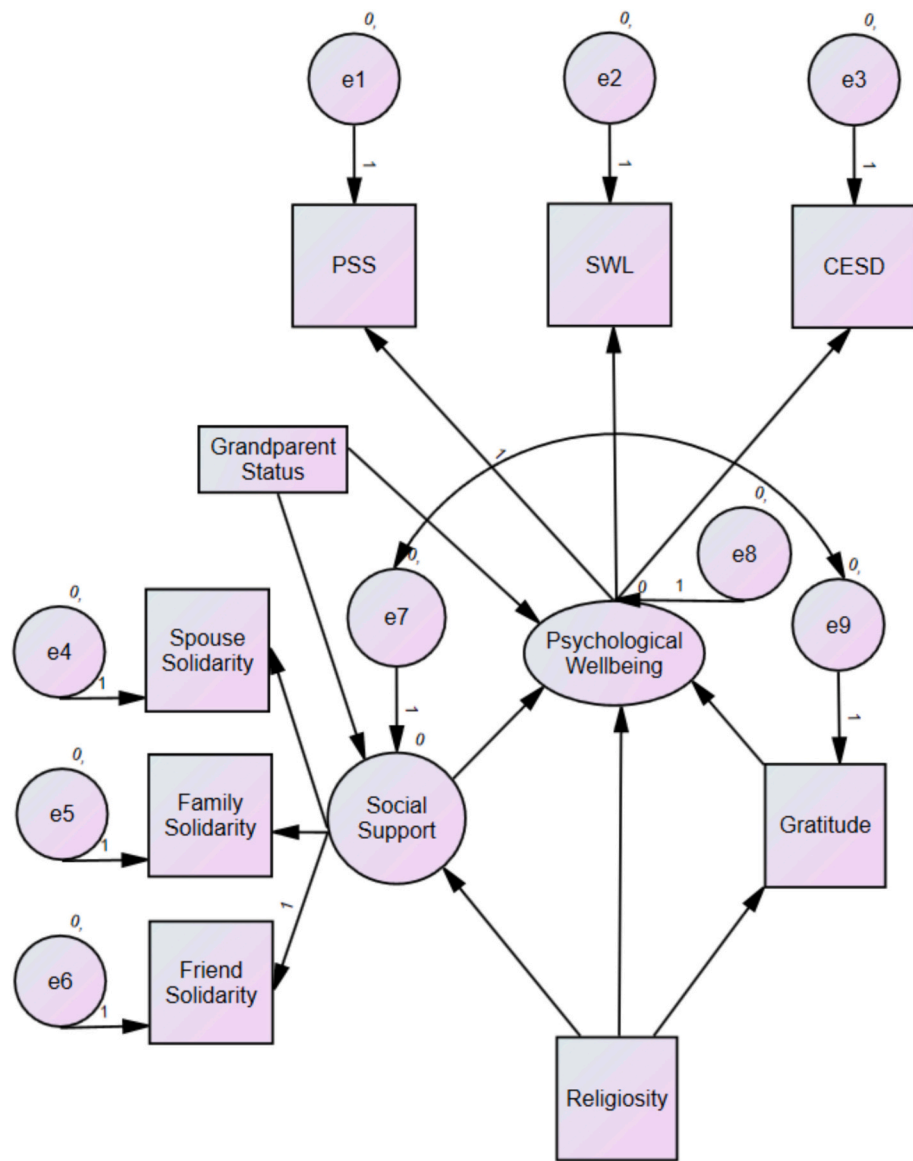 0,
0,
0,
e1
e2
e3
1
1
1
PSS
SWL
CESD
Grandparent
Status
1
0,
0,
0,
0,
e8
e7
e9
e4
Spouse
Solidarity
1
0
1
Psychological
Wellbeing
1
0
1
0,
e5
1
Family
Solidarity
Social
Support
Gratitude
1
0,
e6
1
Friend
Solidarity
Religiosity